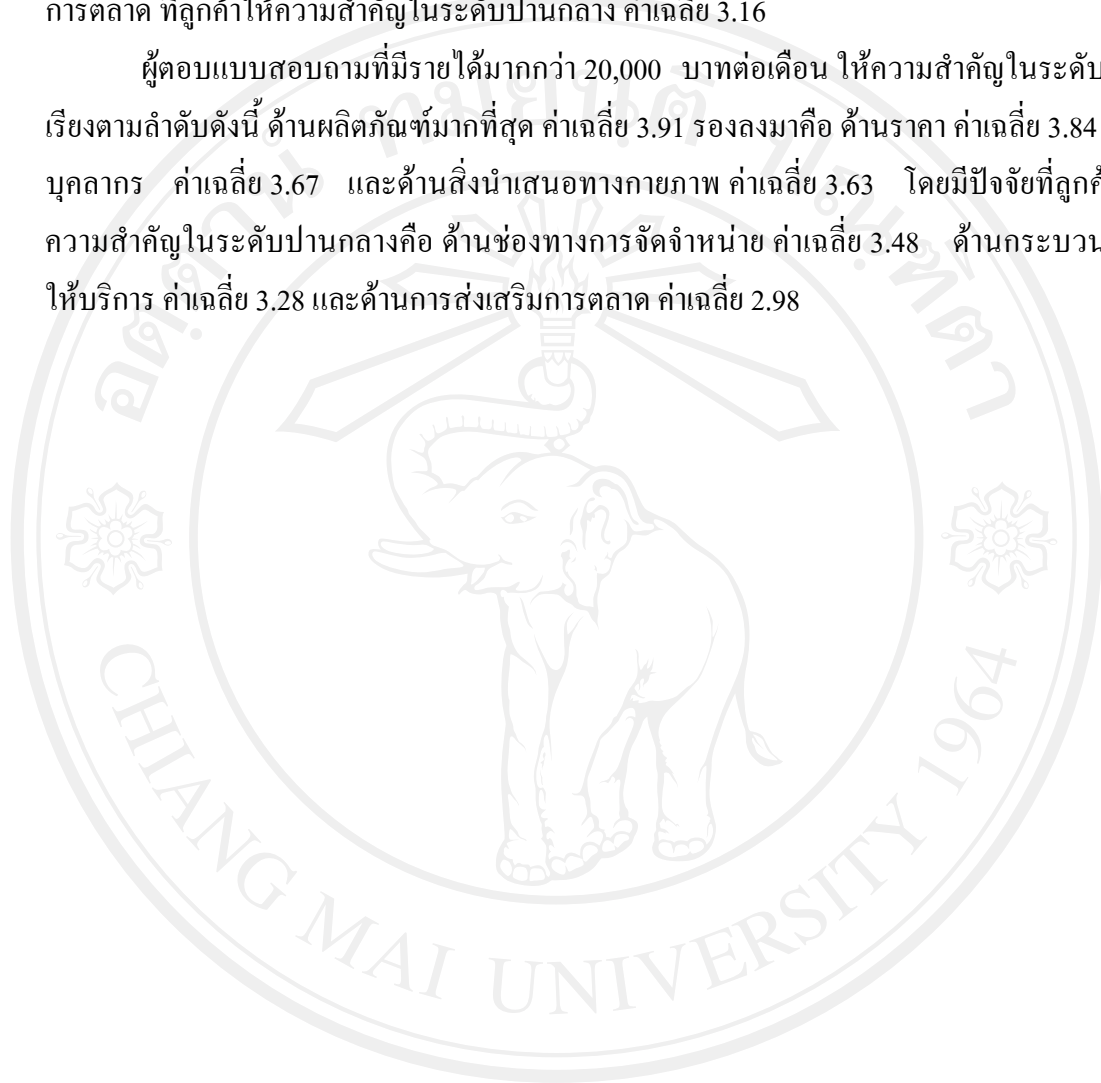 การตลาด ที่ลูกค้าให้ความสำคัญในระดับปานกลาง ค่าเฉลี่ย 3.16
ผู้ตอบแบบสอบถามที่มีรายได้มากกว่า 20,000 บาทต่อเดือน ให้ความสำคัญในระดับ
เรียงตามลำดับดังนี้ ด้านผลิตภัณฑ์มากที่สุด ค่าเฉลี่ย 3.91 รองลงมาคือ ด้านราคา ค่าเฉลี่ย 3.84
บุคลากร ค่าเฉลี่ย 3.67 และด้านสิ่งนำเสนอทางกายภาพ ค่าเฉลี่ย 3.63 โดยมีปัจจัยที่ลูกค้
ความสำคัญในระดับปานกลางคือ ด้านช่องทางการจัดจำหน่าย ค่าเฉลี่ย 3.48 ด้านกระบวน
ให้บริการ ค่าเฉลี่ย 3.28 และด้านการส่งเสริมการตลาด ค่าเฉลี่ย 2.98
อตฺตานํ ทมยนฺติ ปณฺฑิตา
CHIANG MAI UNIVERSITY 1964